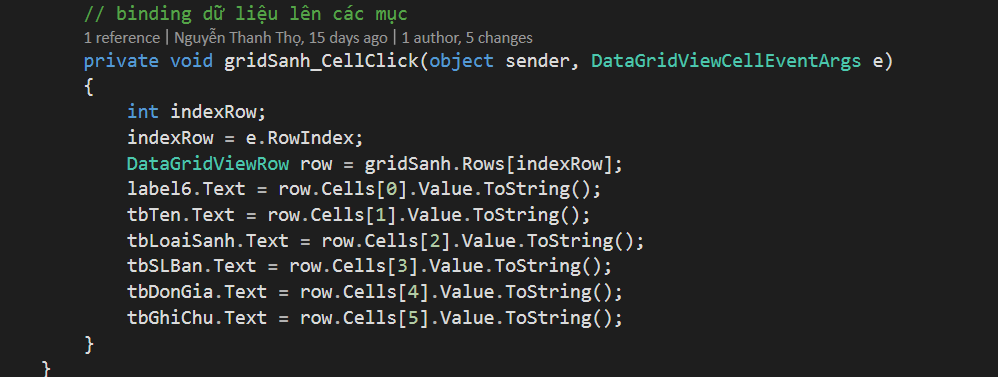 // binding dữ liệu lên các mục
1 reference | Nguyễn Thanh Thọ, 15 days ago | 1 author, 5 changes
private void gridSanh_CellClick(object sender, DataGridViewCellEventArgs e)
{
int indexRow;
indexRow = e.RowIndex;
DataGridViewRow row = gridSanh.Rows[indexRow];
label6.Text = row.Cells[0].Value.ToString();
tbTen.Text = row.Cells[1].Value.ToString();
tbLoaiSanh.Text = row.Cells[2].Value.ToString();
tbSLBan.Text = row.Cells[3].Value.ToString();
tbDonGia.Text = row.Cells[4].Value.ToString();
tbGhiChu.Text = row.Cells[5].Value.ToString();
}
}